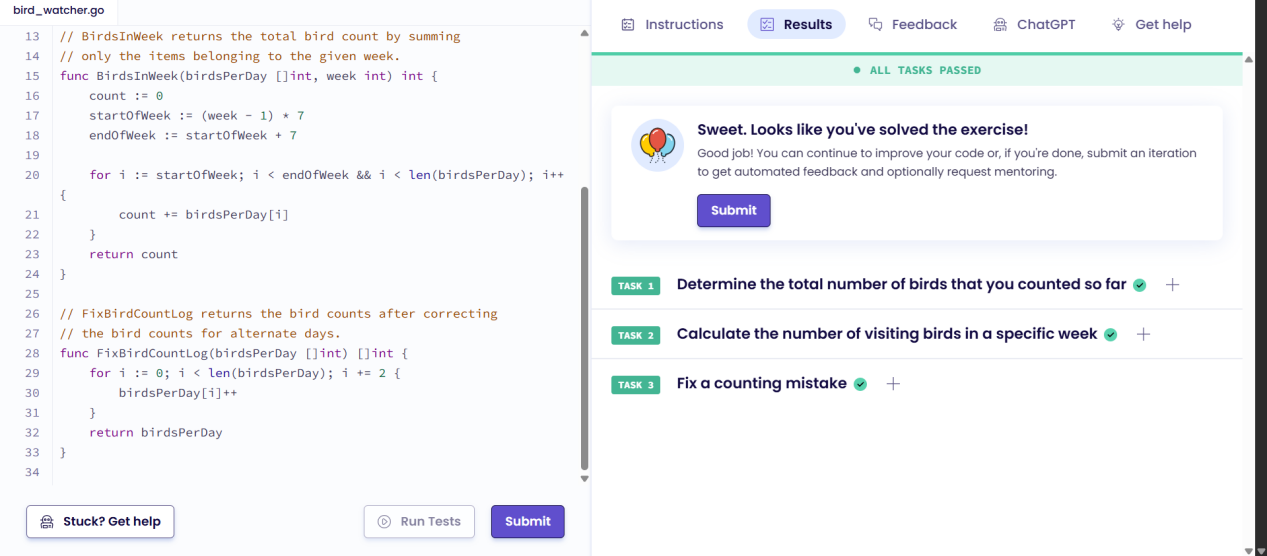 bird_watcher.go
13 // BirdsInWeek returns the total bird count by summing
14 // only the items belonging to the given week.
15 func BirdsInWeek(birdsPerDay []int, week int) int {
16     count := 0
17     startOfWeek := (week - 1) * 7
18     endOfWeek := startOfWeek + 7
19
20     for i := startOfWeek; i < endOfWeek && i < len(birdsPerDay); i++
{
21         count += birdsPerDay[i]
22     }
23     return count
24 }
25
26 // FixBirdCountLog returns the bird counts after correcting
27 // the bird counts for alternate days.
28 func FixBirdCountLog(birdsPerDay []int) []int {
29     for i := 0; i < len(birdsPerDay); i += 2 {
30         birdsPerDay[i]++
31     }
32     return birdsPerDay
33 }
34
Stuck? Get help
Run Tests
Submit
Instructions
Results
Feedback
ChatGPT
Get help
ALL TASKS PASSED
Sweet. Looks like you've solved the exercise!
Good job! You can continue to improve your code or, if you're done, submit an iteration
to get automated feedback and optionally request mentoring.
Submit
TASK 1 Determine the total number of birds that you counted so far
TASK 2 Calculate the number of visiting birds in a specific week
TASK 3 Fix a counting mistake